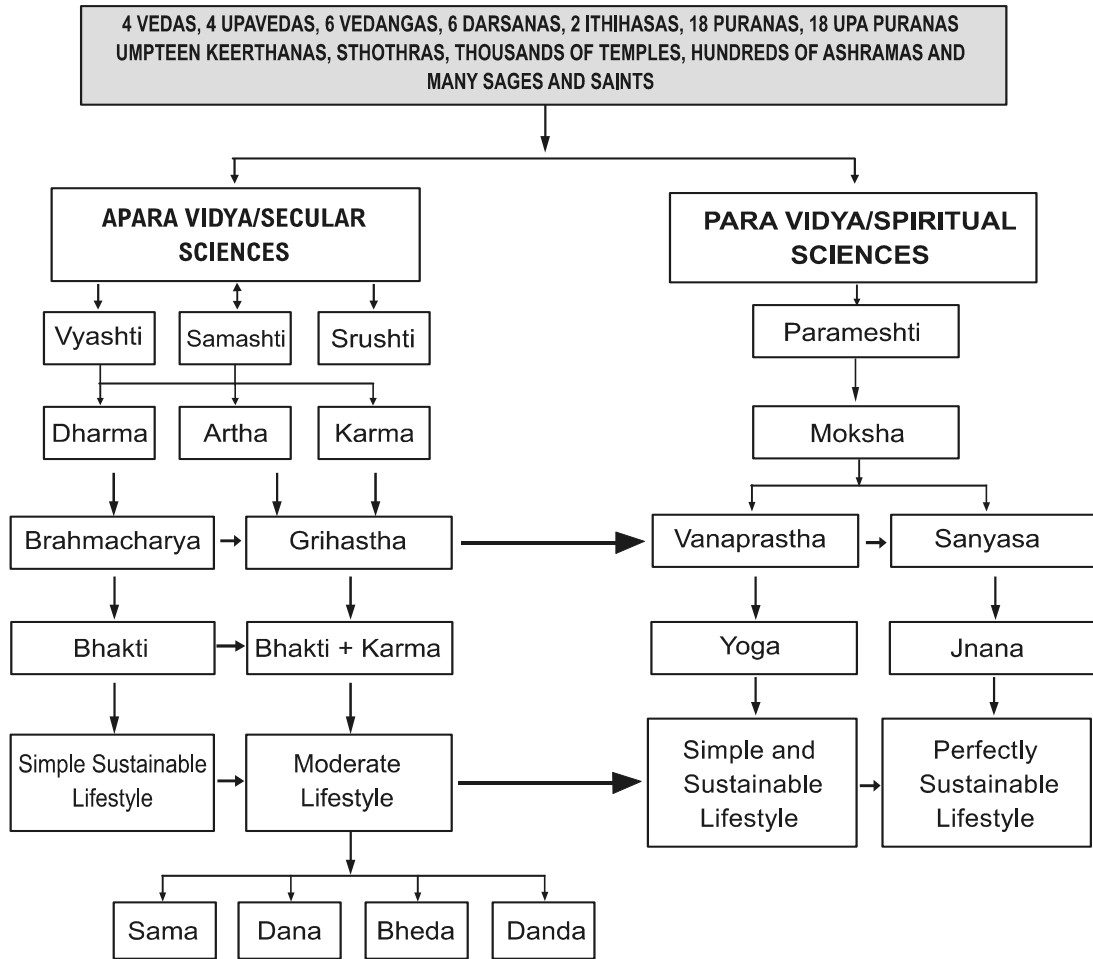 4 VEDAS, 4 UPAVEDAS, 6 VEDANGAS, 6 DARSANAS, 2 ITHIHASAS, 18 PURANAS, 18 UPA PURANAS
UMPTEEN KEERTHANAS, STHOTHRAS, THOUSANDS OF TEMPLES, HUNDREDS OF ASHRAMAS AND
MANY SAGES AND SAINTS
APARA VIDYA/SECULAR
SCIENCES
PARA VIDYA/SPIRITUAL
SCIENCES
Vyashti
Samashti
Srushti
Parameshti
Dharma
Artha
Karma
Moksha
Brahmacharya
Grihastha
Vanaprastha
Sanyasa
Bhakti
Bhakti + Karma
Yoga
Jnana
Simple Sustainable
Lifestyle
Moderate
Lifestyle
Simple and
Sustainable
Lifestyle
Perfectly
Sustainable
Lifestyle
Sama
Dana
Bheda
Danda